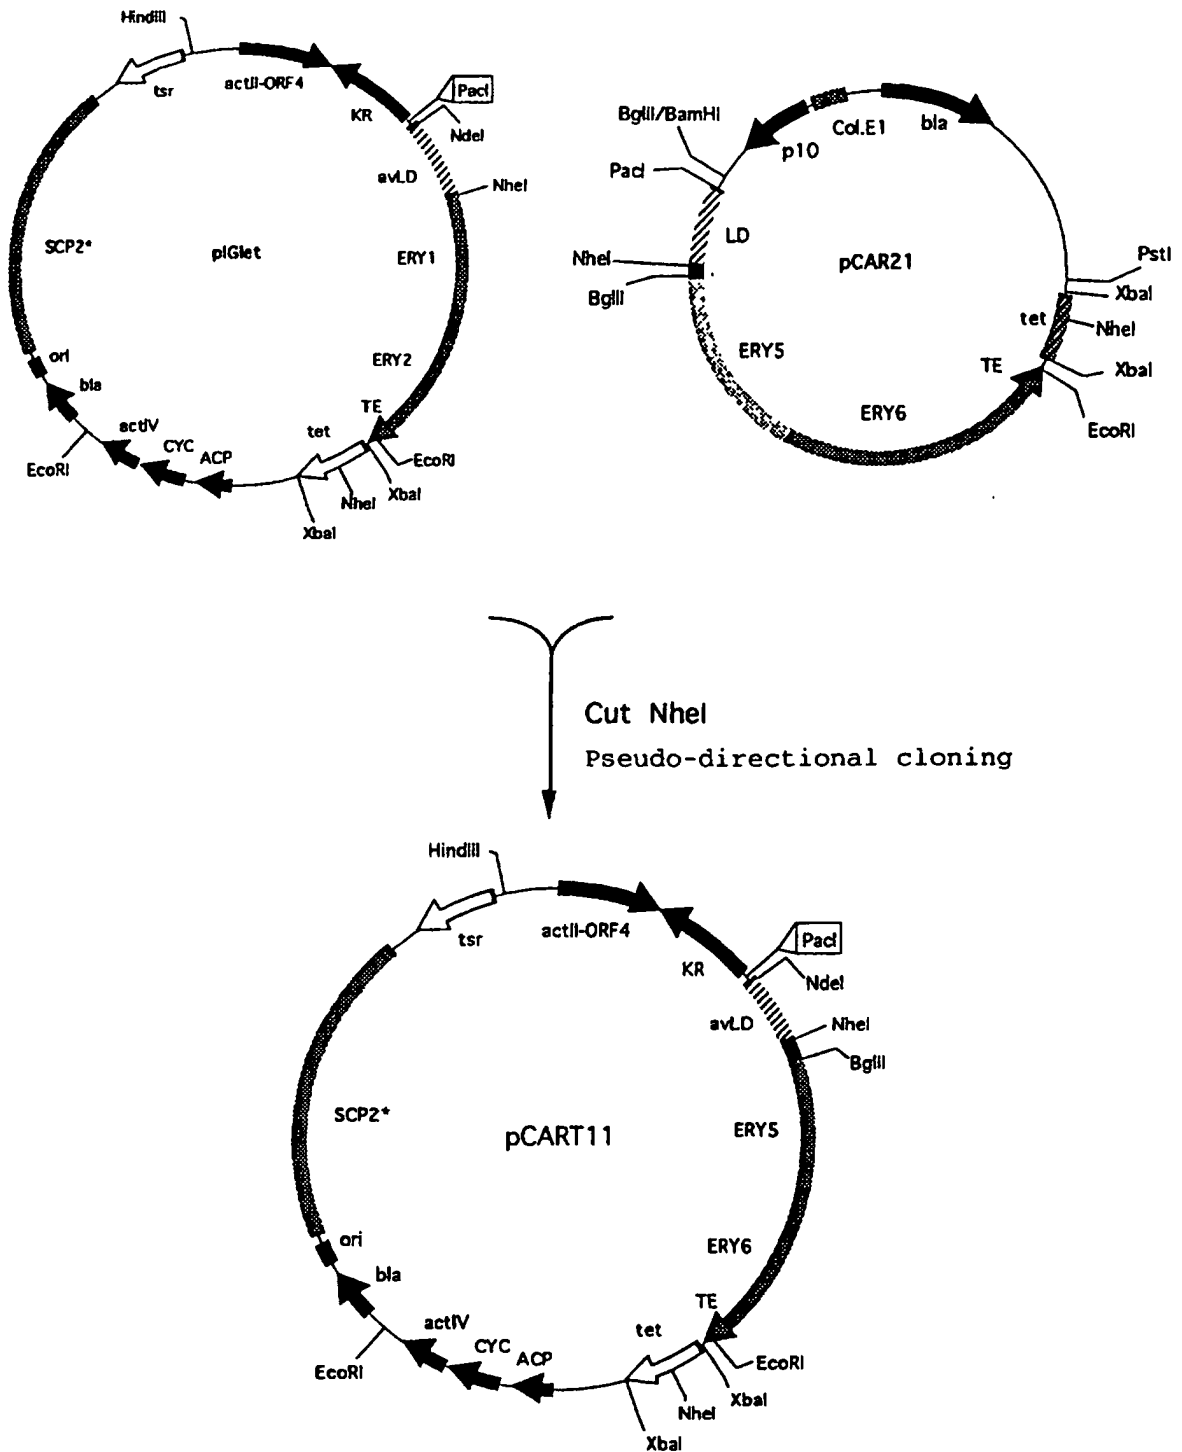 HindIII
tsr
actII-ORF4
KR
PacI
NdeI
avLD
NheI
SCP2*
pIGlet
ERY1
ERY2
ori
bla
TE
tet
actIV
CYC
ACP
EcoRI
EcoRI
NheI
XbaI
XbaI
BglII/BamHI
p10
Col.E1
bla
PacI
LD
pCAR21
NheI
BglII
PstI
XbaI
tet
NheI
ERY5
TE
XbaI
ERY6
EcoRI
Cut NheI
Pseudo-directional cloning
HindIII
tsr
actII-ORF4
KR
PacI
NdeI
avLD
NheI
BglII
SCP2*
pCART11
ERY5
ori
ERY6
bla
TE
actIV
tet
CYC
ACP
EcoRI
EcoRI
XbaI
NheI
XbaI